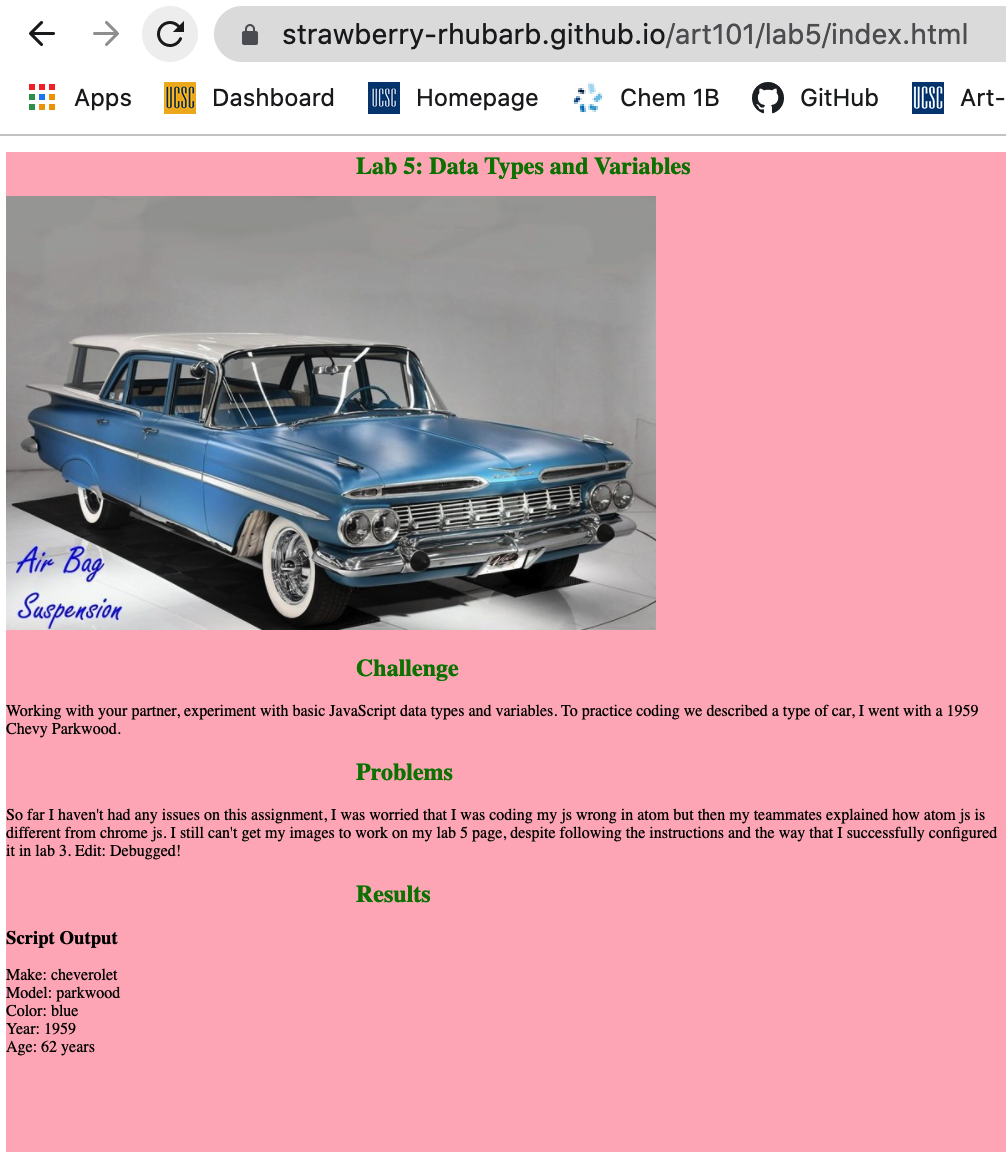 strawberry-rhubarb.github.io/art101/lab5/index.html
Apps UCSC Dashboard UCSC Homepage Chem 1B GitHub UCSC Art-
Lab 5: Data Types and Variables
Air Bag
Suspension
Challenge
Working with your partner, experiment with basic JavaScript data types and variables. To practice coding we described a type of car, I went with a 1959
Chevy Parkwood.
Problems
So far I haven't had any issues on this assignment, I was worried that I was coding my js wrong in atom but then my teammates explained how atom js is
different from chrome js. I still can't get my images to work on my lab 5 page, despite following the instructions and the way that I successfully configured
it in lab 3. Edit: Debugged!
Results
Script Output
Make: cheverolet
Model: parkwood
Color: blue
Year: 1959
Age: 62 years